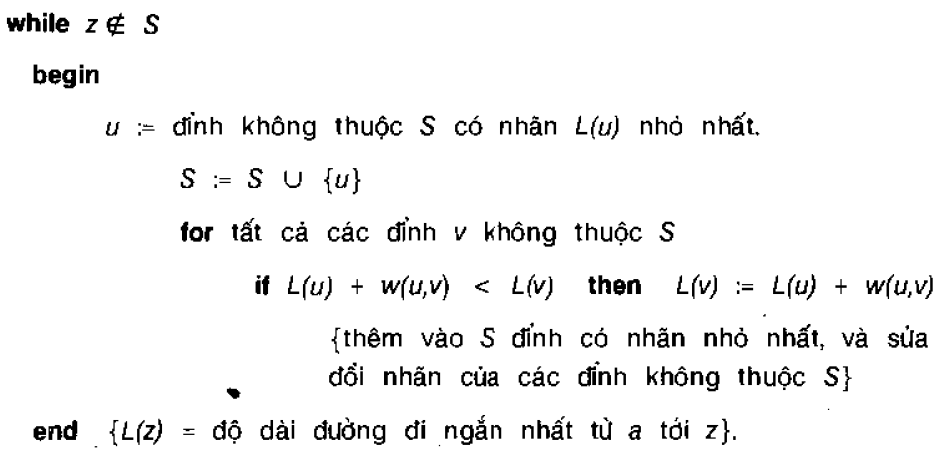 while z ∉ S
begin
u := đỉnh không thuộc S có nhãn L(u) nhỏ nhất.
S := S ∪ {u}
for tất cả các đỉnh v không thuộc S
if L(u) + w(u,v) < L(v) then L(v) := L(u) + w(u,v)
{thêm vào S đỉnh có nhãn nhỏ nhất, và sửa
đổi nhãn của các đỉnh không thuộc S}
end {L(z) = độ dài đường đi ngắn nhất từ a tới z}.